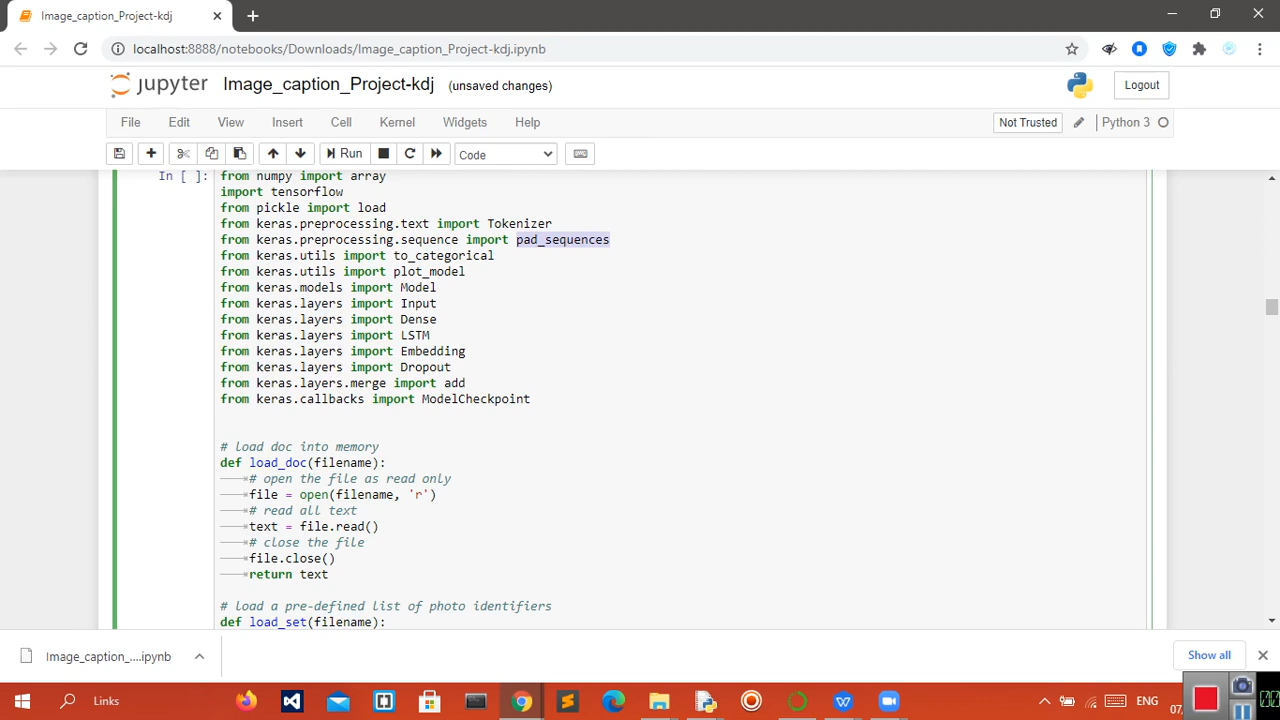 Image_caption_Project-kdj
localhost:8888/notebooks/Downloads/Image_caption_Project-kdj.ipynb
jupyter Image_caption_Project-kdj (unsaved changes) Logout
File Edit View Insert Cell Kernel Widgets Help Not Trusted Python 3
Run Code
In [ ]: from numpy import array
import tensorflow
from pickle import load
from keras.preprocessing.text import Tokenizer
from keras.preprocessing.sequence import pad_sequences
from keras.utils import to_categorical
from keras.utils import plot_model
from keras.models import Model
from keras.layers import Input
from keras.layers import Dense
from keras.layers import LSTM
from keras.layers import Embedding
from keras.layers import Dropout
from keras.layers.merge import add
from keras.callbacks import ModelCheckpoint
# load doc into memory
def load_doc(filename):
# open the file as read only
file = open(filename, 'r')
# read all text
text = file.read()
# close the file
file.close()
return text
# load a pre-defined list of photo identifiers
def load_set(filename):
Image_caption_....ipynb Show all
Links ENG
07,